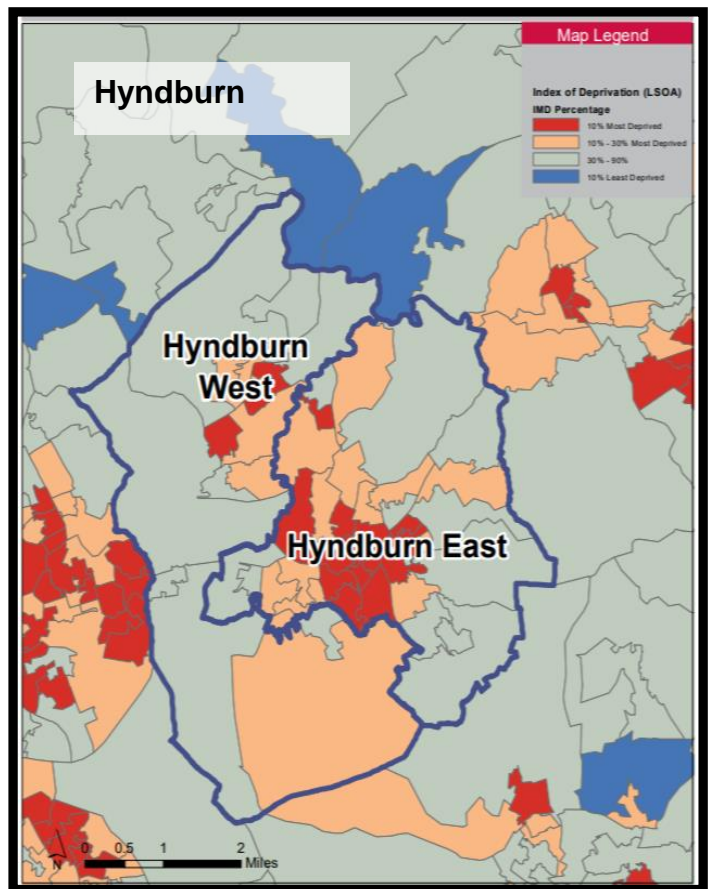 Map Legend
Hyndburn
Index of Deprivation (LSOA)
IMD Percentage
10% Most Deprived
10% - 30% Most Deprived
30% - 90%
10% Least Deprived
Hyndburn
West
Hyndburn East
0 0.5 1 2
Miles
N